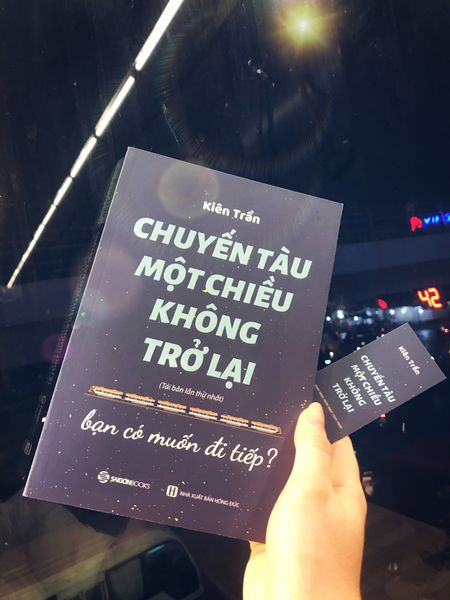 Kiên Trần
CHUYẾN TÀU
MỘT CHIỀU
KHÔNG
TRỞ LẠI
(Tái bản lần thứ nhất)
bạn có muốn đi tiếp?
SAIGONBOOKS
NHÀ XUẤT BẢN HỒNG ĐỨC
Kiên Trần
CHUYẾN TÀU
MỘT CHIỀU
KHÔNG
TRỞ LẠI
42